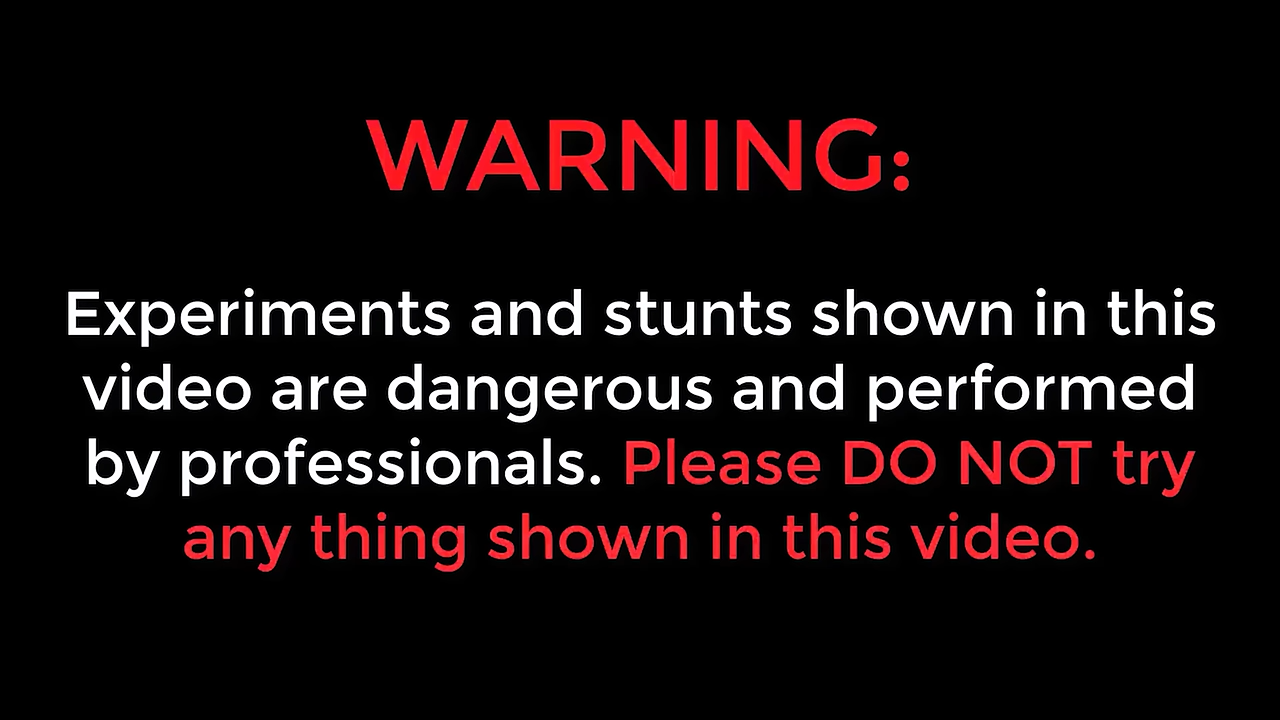 WARNING:
Experiments and stunts shown in this
video are dangerous and performed
by professionals. Please DO NOT try
any thing shown in this video.